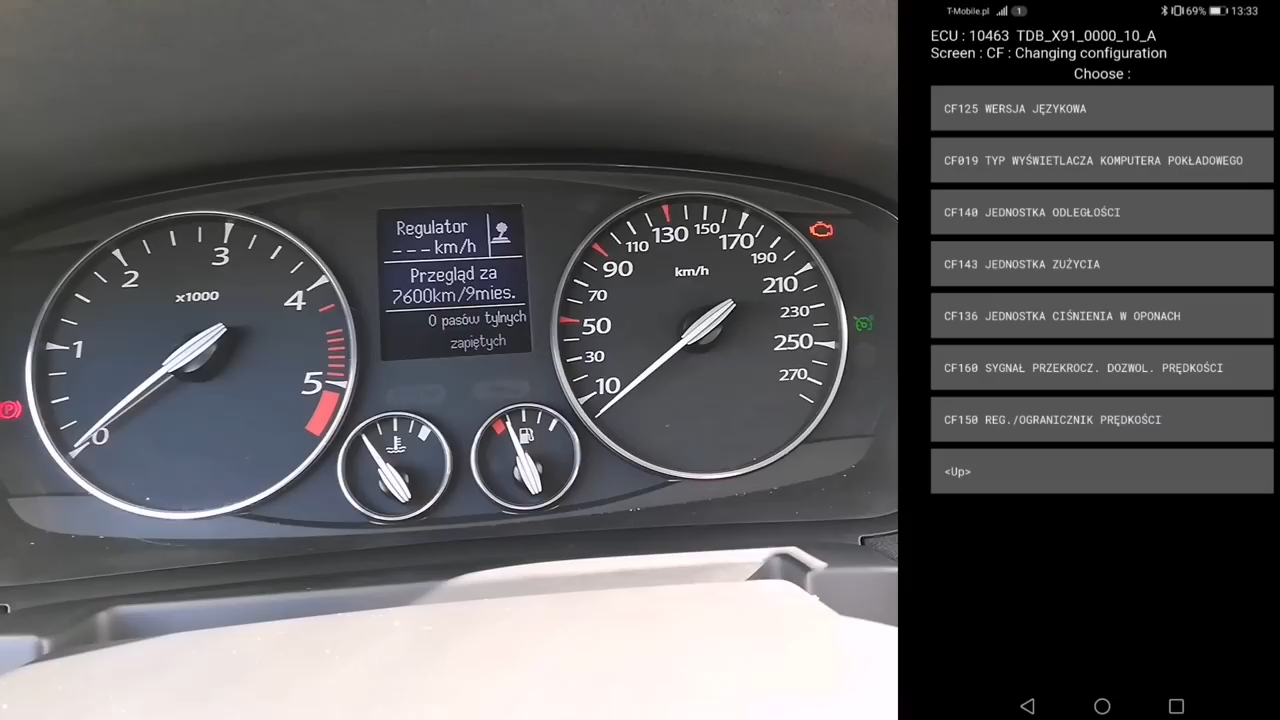 Regulator
--- km/h
Przegląd za
7600km/9mies.
0 pasów tylnych
zapiętych
x1000
0
1
2
3
4
5
km/h
10
30
50
70
90
110
130
150
170
190
210
230
250
270
P
T-Mobile.pl 1 69% 13:33
ECU : 10463 TDB_X91_0000_10_A
Screen : CF : Changing configuration
Choose :
CF125 WERSJA JĘZYKOWA
CF019 TYP WYŚWIETLACZA KOMPUTERA POKŁADOWEGO
CF140 JEDNOSTKA ODLEGŁOŚCI
CF143 JEDNOSTKA ZUŻYCIA
CF136 JEDNOSTKA CIŚNIENIA W OPONACH
CF160 SYGNAŁ PRZEKROCZ. DOZWOL. PRĘDKOŚCI
CF150 REG./OGRANICZNIK PRĘDKOŚCI
<Up>